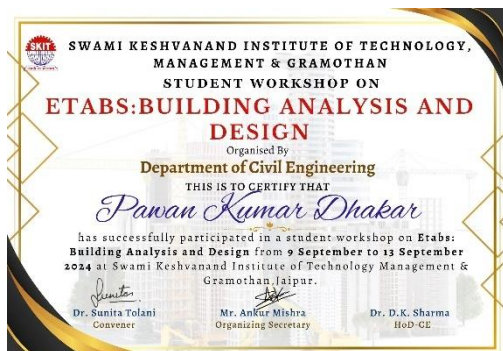 SKIT
SWAMI KESHVANAND INSTITUTE OF TECHNOLOGY,
MANAGEMENT & GRAMOTHAN
STUDENT WORKSHOP ON
ETABS:BUILDING ANALYSIS AND
DESIGN
Organised By
Department of Civil Engineering
THIS IS TO CERTIFY THAT
Pawan Kumar Dhakar
has successfully participated in a student workshop on Etabs:
Building Analysis and Design from 9 September to 13 September
2024 at Swami Keshvanand Institute of Technology Management &
Gramothan,Jaipur.
Dr. Sunita Tolani Mr. Ankur Mishra Dr. D.K. Sharma
Convener Organizing Secretary HoD-CE